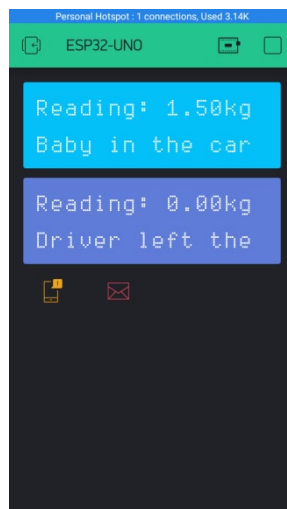 Personal Hotspot : 1 connections, Used 3.14K
ESP32-UNO
Reading: 1.50kg
Baby in the car
Reading: 0.00kg
Driver left the